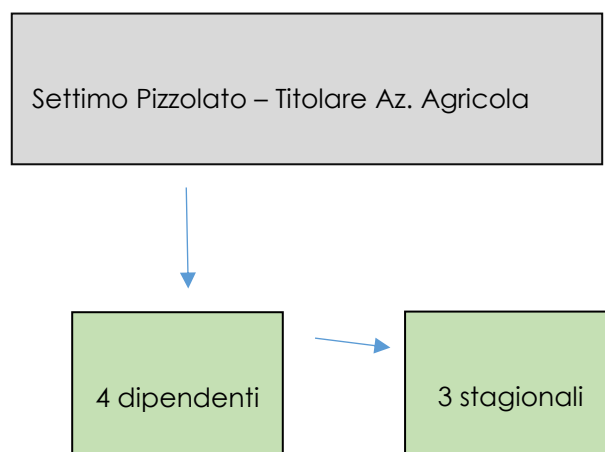 Settimo Pizzolato – Titolare Az. Agricola
4 dipendenti
3 stagionali